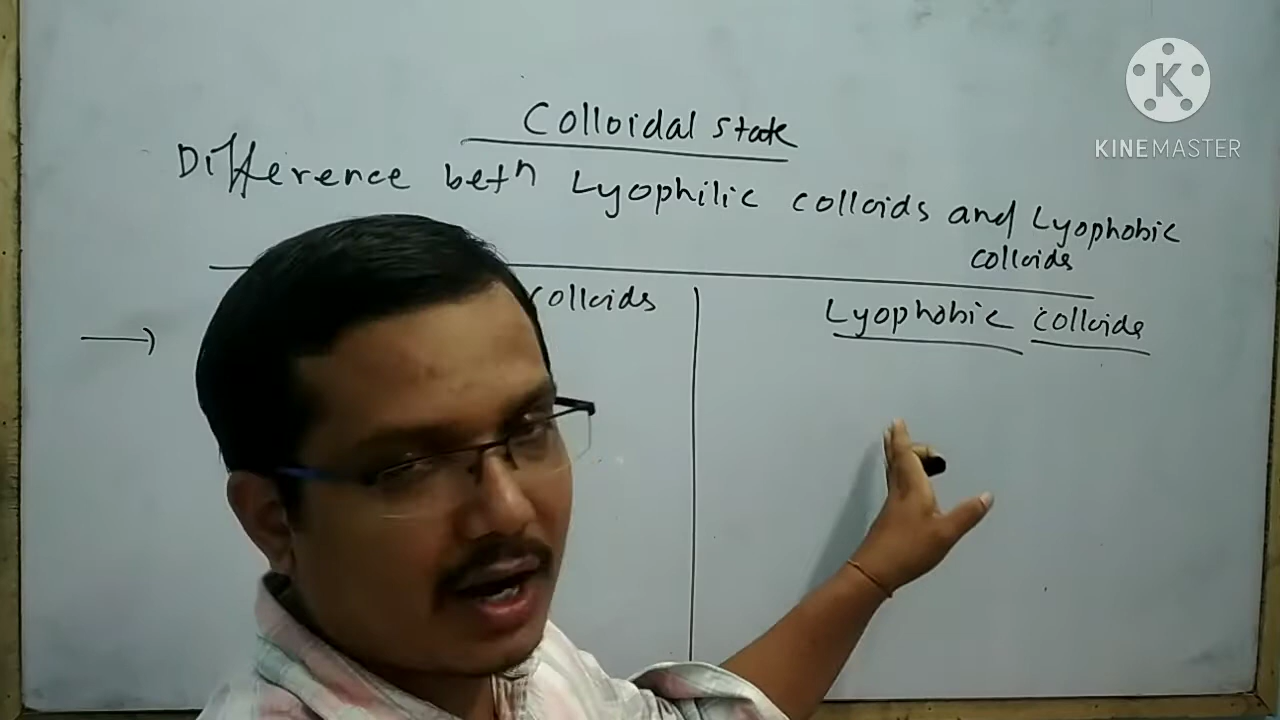 Colloidal state
Difference betn Lyophilic colloids and Lyophobic
colloids
colloids
Lyophobic colloids
K
KINEMASTER